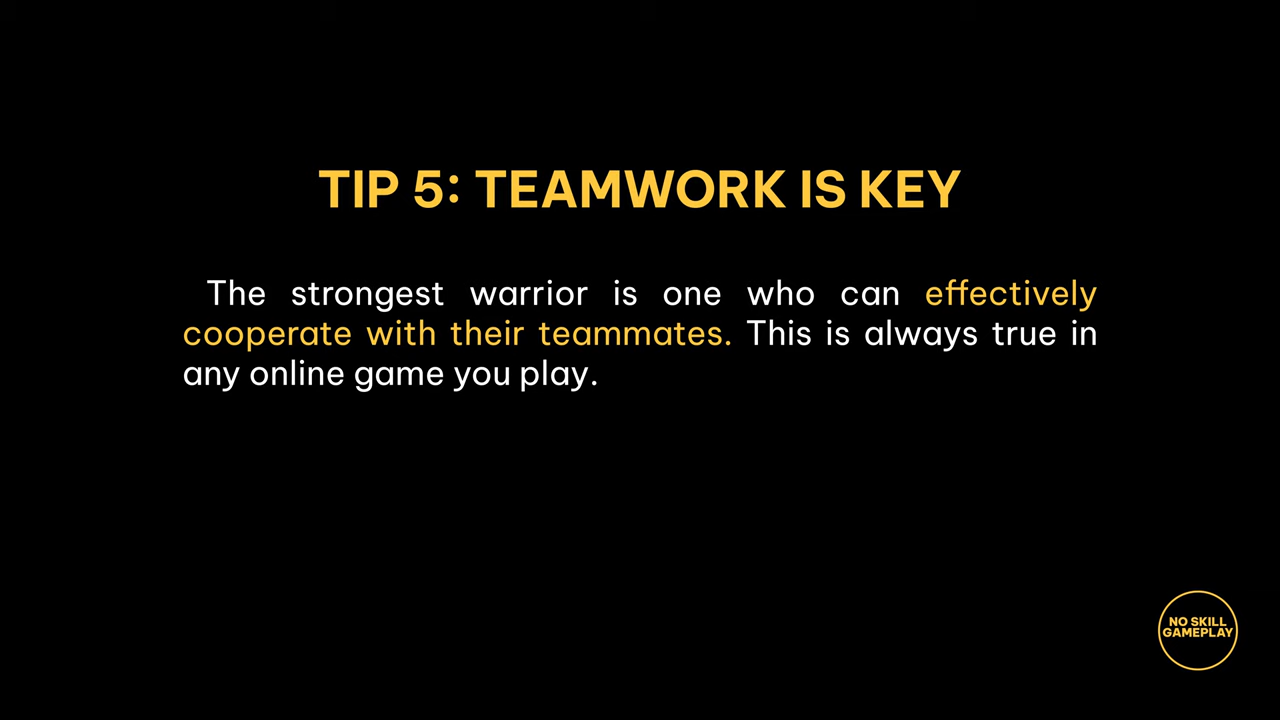 TIP 5: TEAMWORK IS KEY
The strongest warrior is one who can effectively
cooperate with their teammates. This is always true in
any online game you play.
NO SKILL
GAMEPLAY